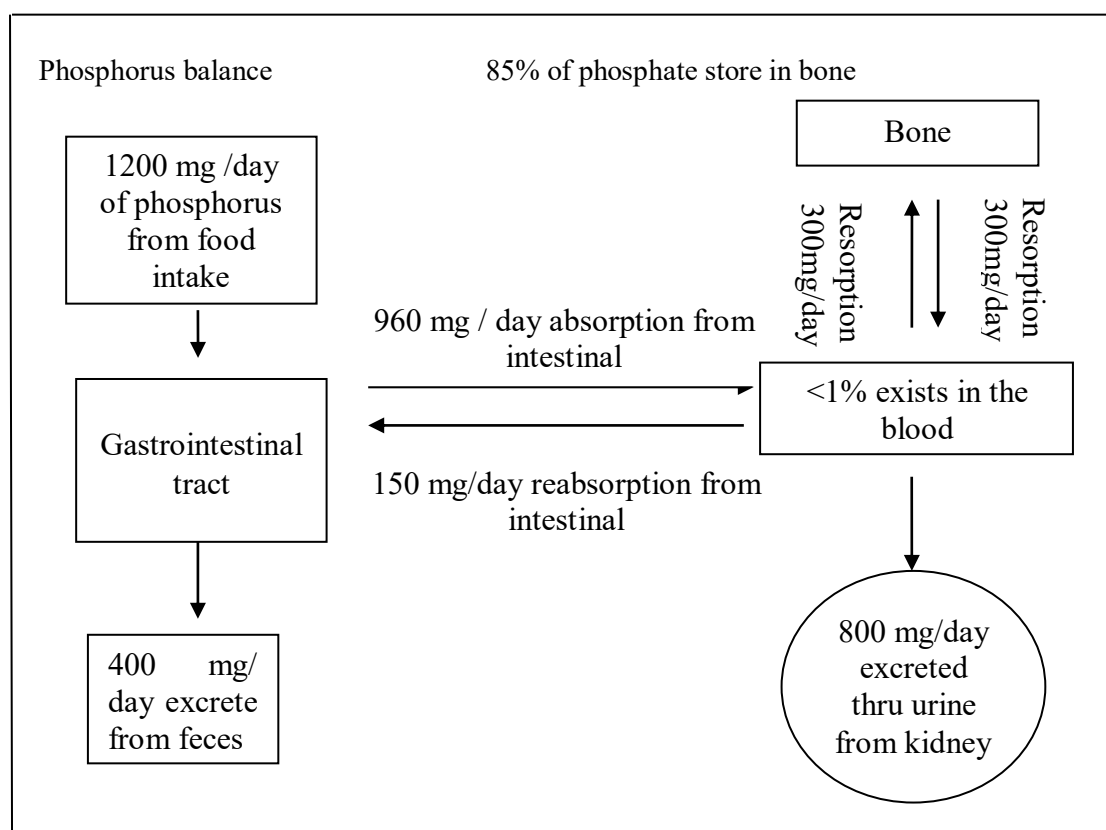 Phosphorus balance
85% of phosphate store in bone
1200 mg /day
of phosphorus
from food
intake
Bone
Resorption
300mg/day
Resorption
300mg/day
960 mg / day absorption from
intestinal
<1% exists in the
blood
Gastrointestinal
tract
150 mg/day reabsorption from
intestinal
400 mg/
day excrete
from feces
800 mg/day
excreted
thru urine
from kidney